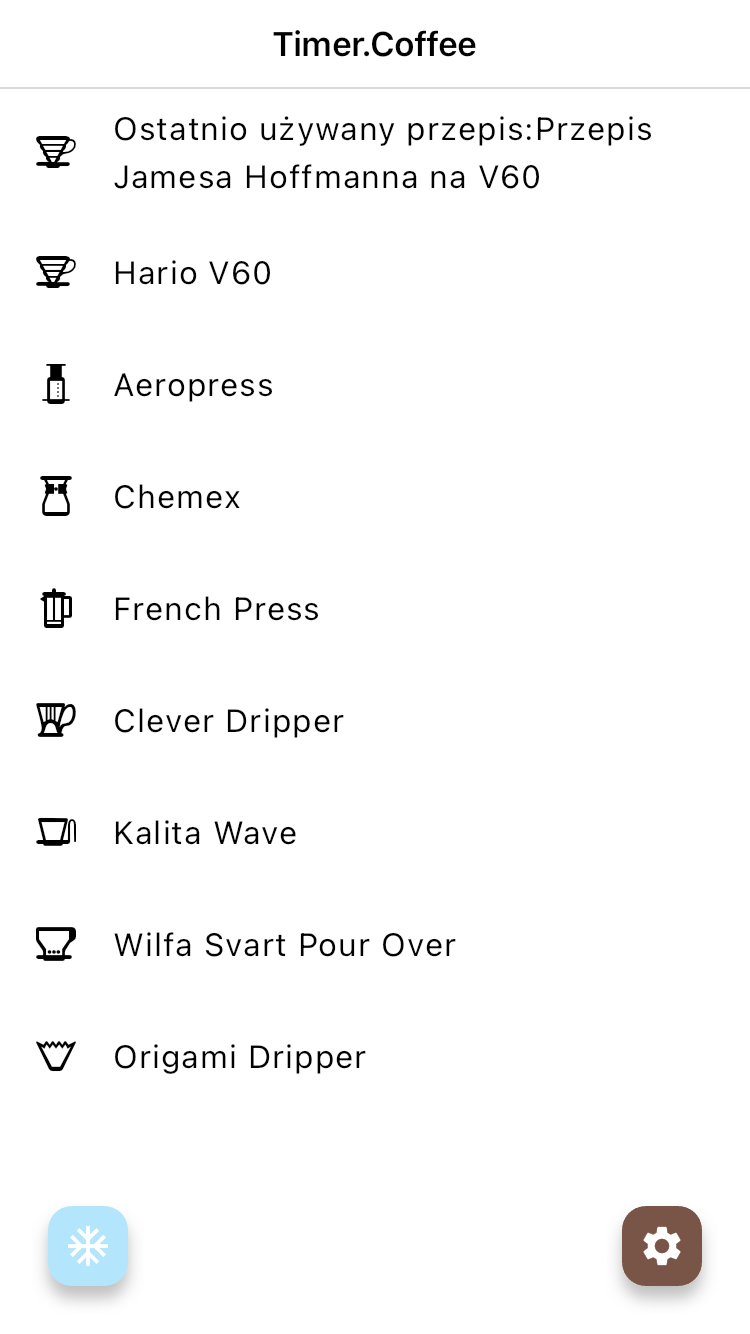 Timer.Coffee
Ostatnio używany przepis:Przepis
Jamesa Hoffmanna na V60
Hario V60
Aeropress
Chemex
French Press
Clever Dripper
Kalita Wave
Wilfa Svart Pour Over
Origami Dripper